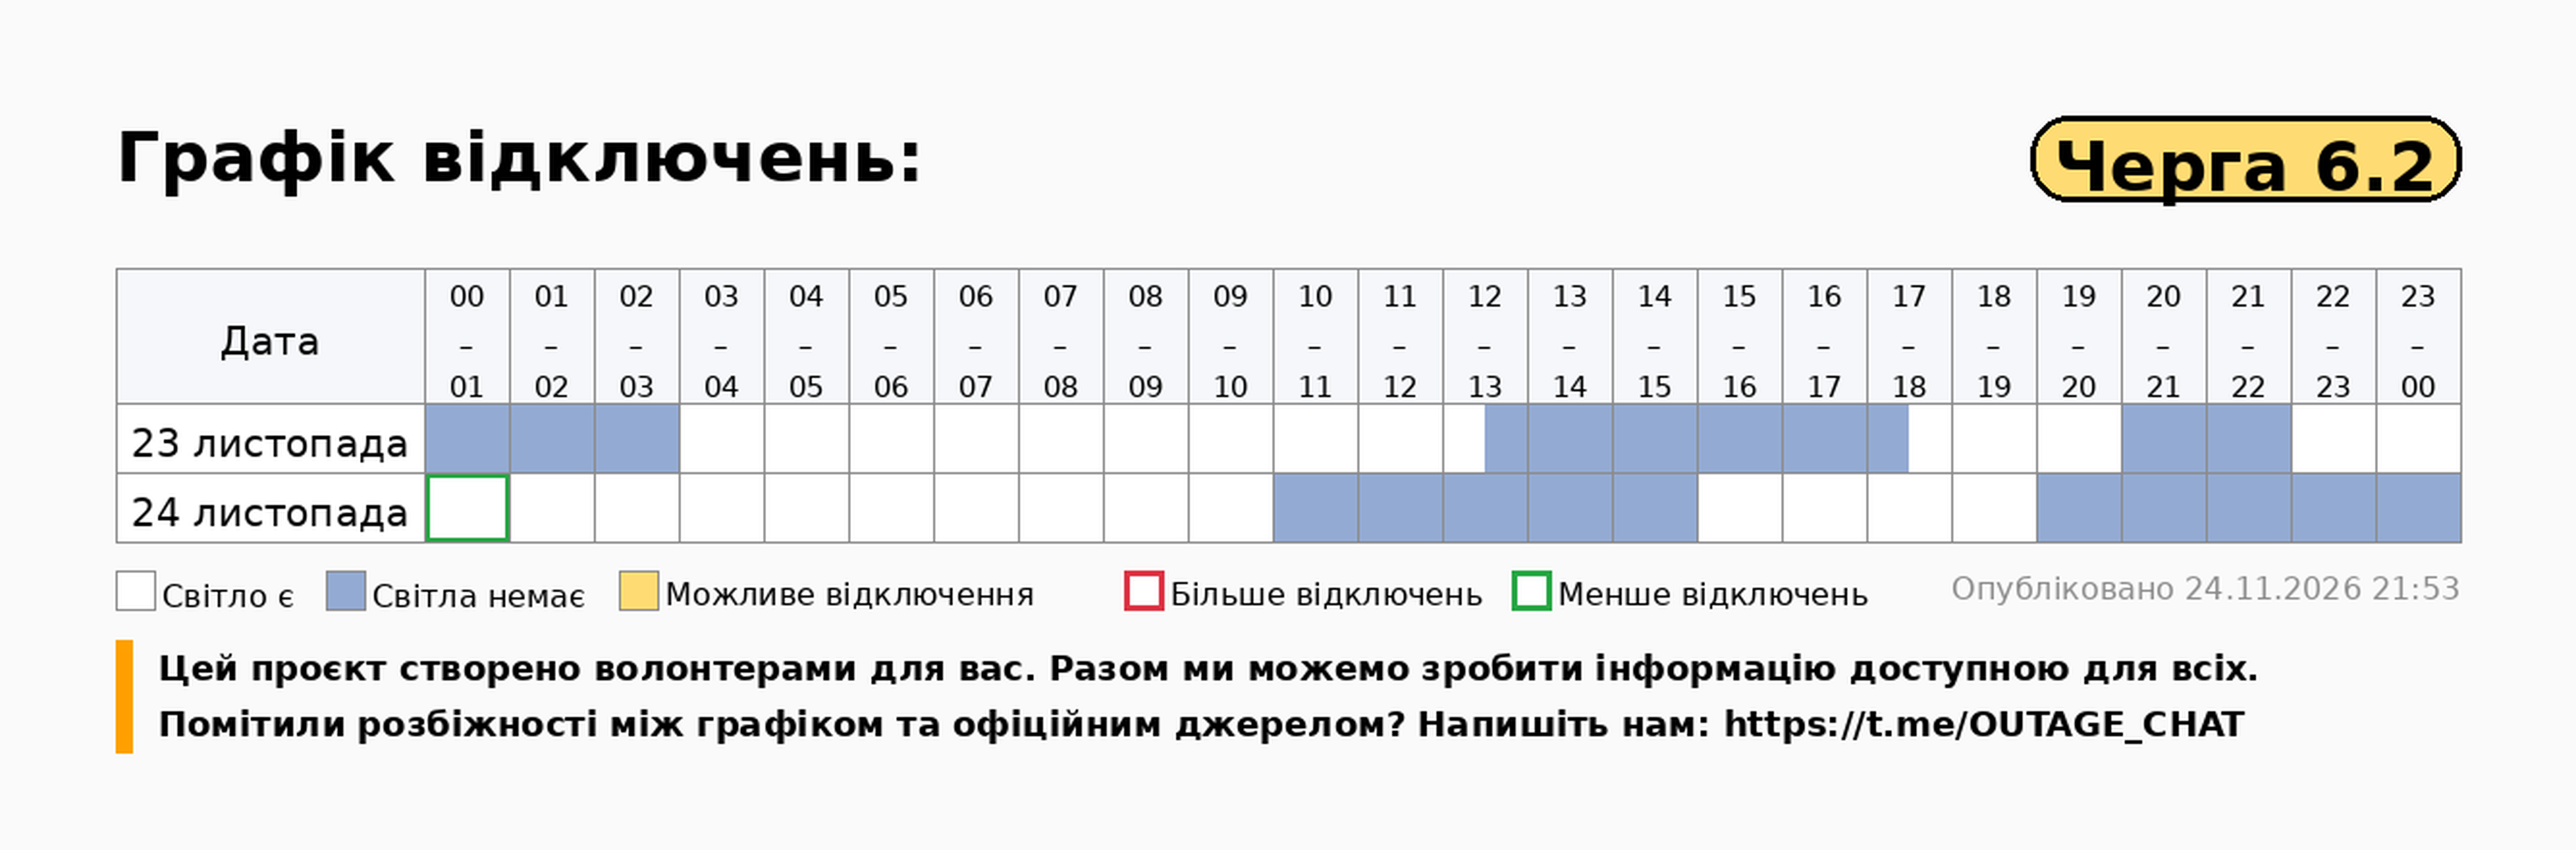 Графік відключень:
Черга 6.2
Дата 00 – 01 01 – 02 02 – 03 03 – 04 04 – 05 05 – 06 06 – 07 07 – 08 08 – 09 09 – 10 10 – 11 11 – 12 12 – 13 13 – 14 14 – 15 15 – 16 16 – 17 17 – 18 18 – 19 19 – 20 20 – 21 21 – 22 22 – 23 23 – 00
23 листопада
24 листопада
Світло є Світла немає Можливе відключення Більше відключень Менше відключень Опубліковано 24.11.2026 21:53
Цей проєкт створено волонтерами для вас. Разом ми можемо зробити інформацію доступною для всіх.
Помітили розбіжності між графіком та офіційним джерелом? Напишіть нам: https://t.me/OUTAGE_CHAT